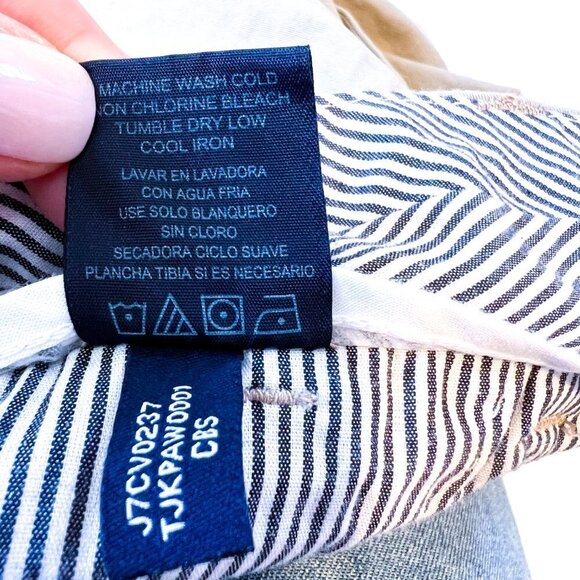 MACHINE WASH COLD
NON CHLORINE BLEACH
TUMBLE DRY LOW
COOL IRON
LAVAR EN LAVADORA
CON AGUA FRIA
USE SOLO BLANQUERO
SIN CLORO
SECADORA CICLO SUAVE
PLANCHA TIBIA SI ES NECESARIO
J7CV0237
TJKPAW0001
CBS